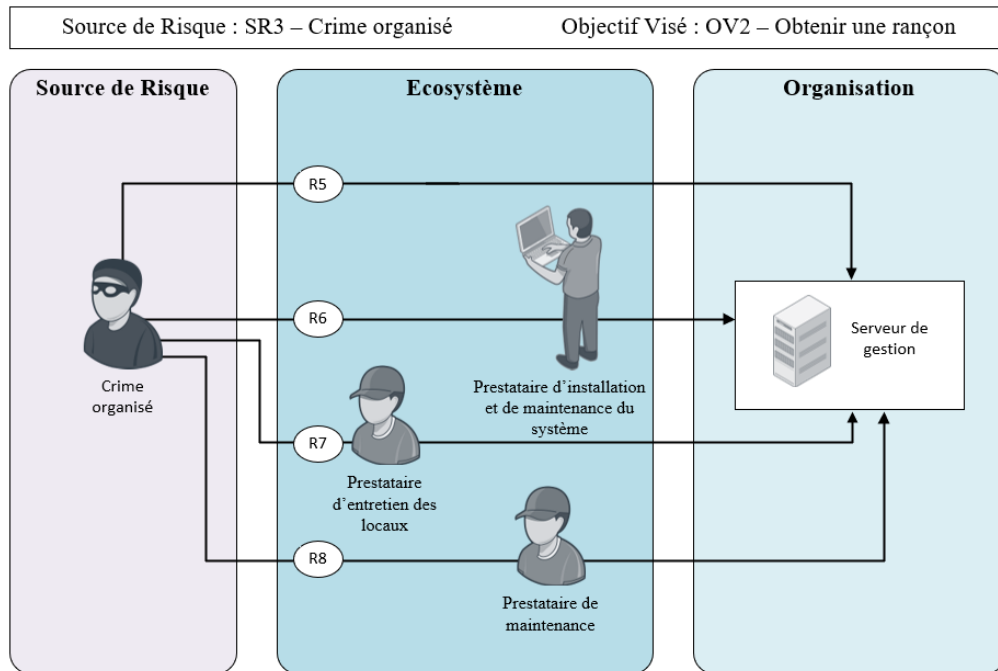 Source de Risque : SR3 – Crime organisé
Objectif Visé : OV2 – Obtenir une rançon
Source de Risque
Ecosystème
Organisation
R5
R6
Serveur de
gestion
Crime
organisé
Prestataire d’installation
et de maintenance du
système
R7
Prestataire
d’entretien des
locaux
R8
Prestataire de
maintenance